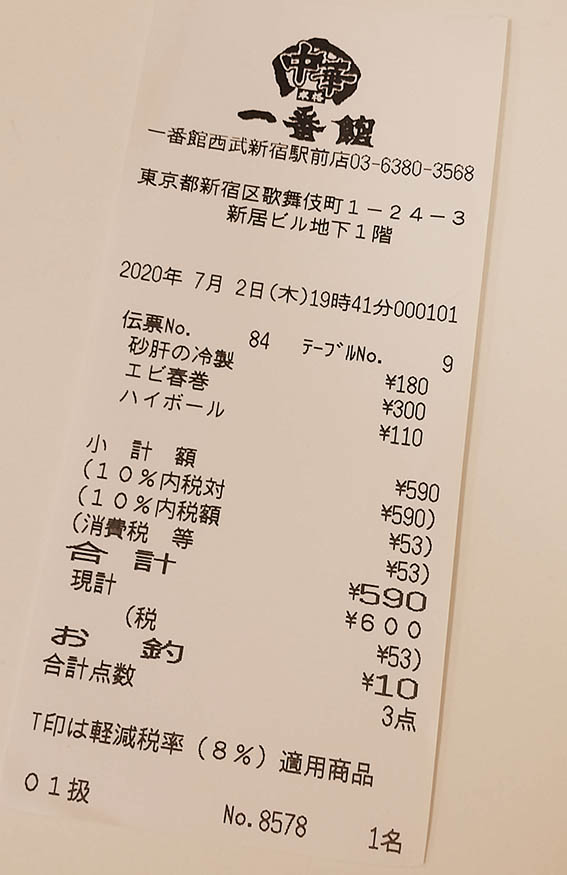 中華
本格
一番館
一番館西武新宿駅前店03-6380-3568
東京都新宿区歌舞伎町１－２４－３
新居ビル地下１階
2020年 7月 2日(木)19時41分000101
伝票No. 84 ﾃｰﾌﾞﾙNo. 9
砂肝の冷製 ¥180
エビ春巻 ¥300
ハイボール ¥110
小 計 額 ¥590
(１０％内税対 ¥590)
(１０％内税額 ¥53)
(消費税 等 ¥53)
合 計 ¥590
現計 ¥６００
(税 ¥53)
お 釣 ¥10
合計点数 3点
T印は軽減税率（８％）適用商品
０１扱 No.8578 1名